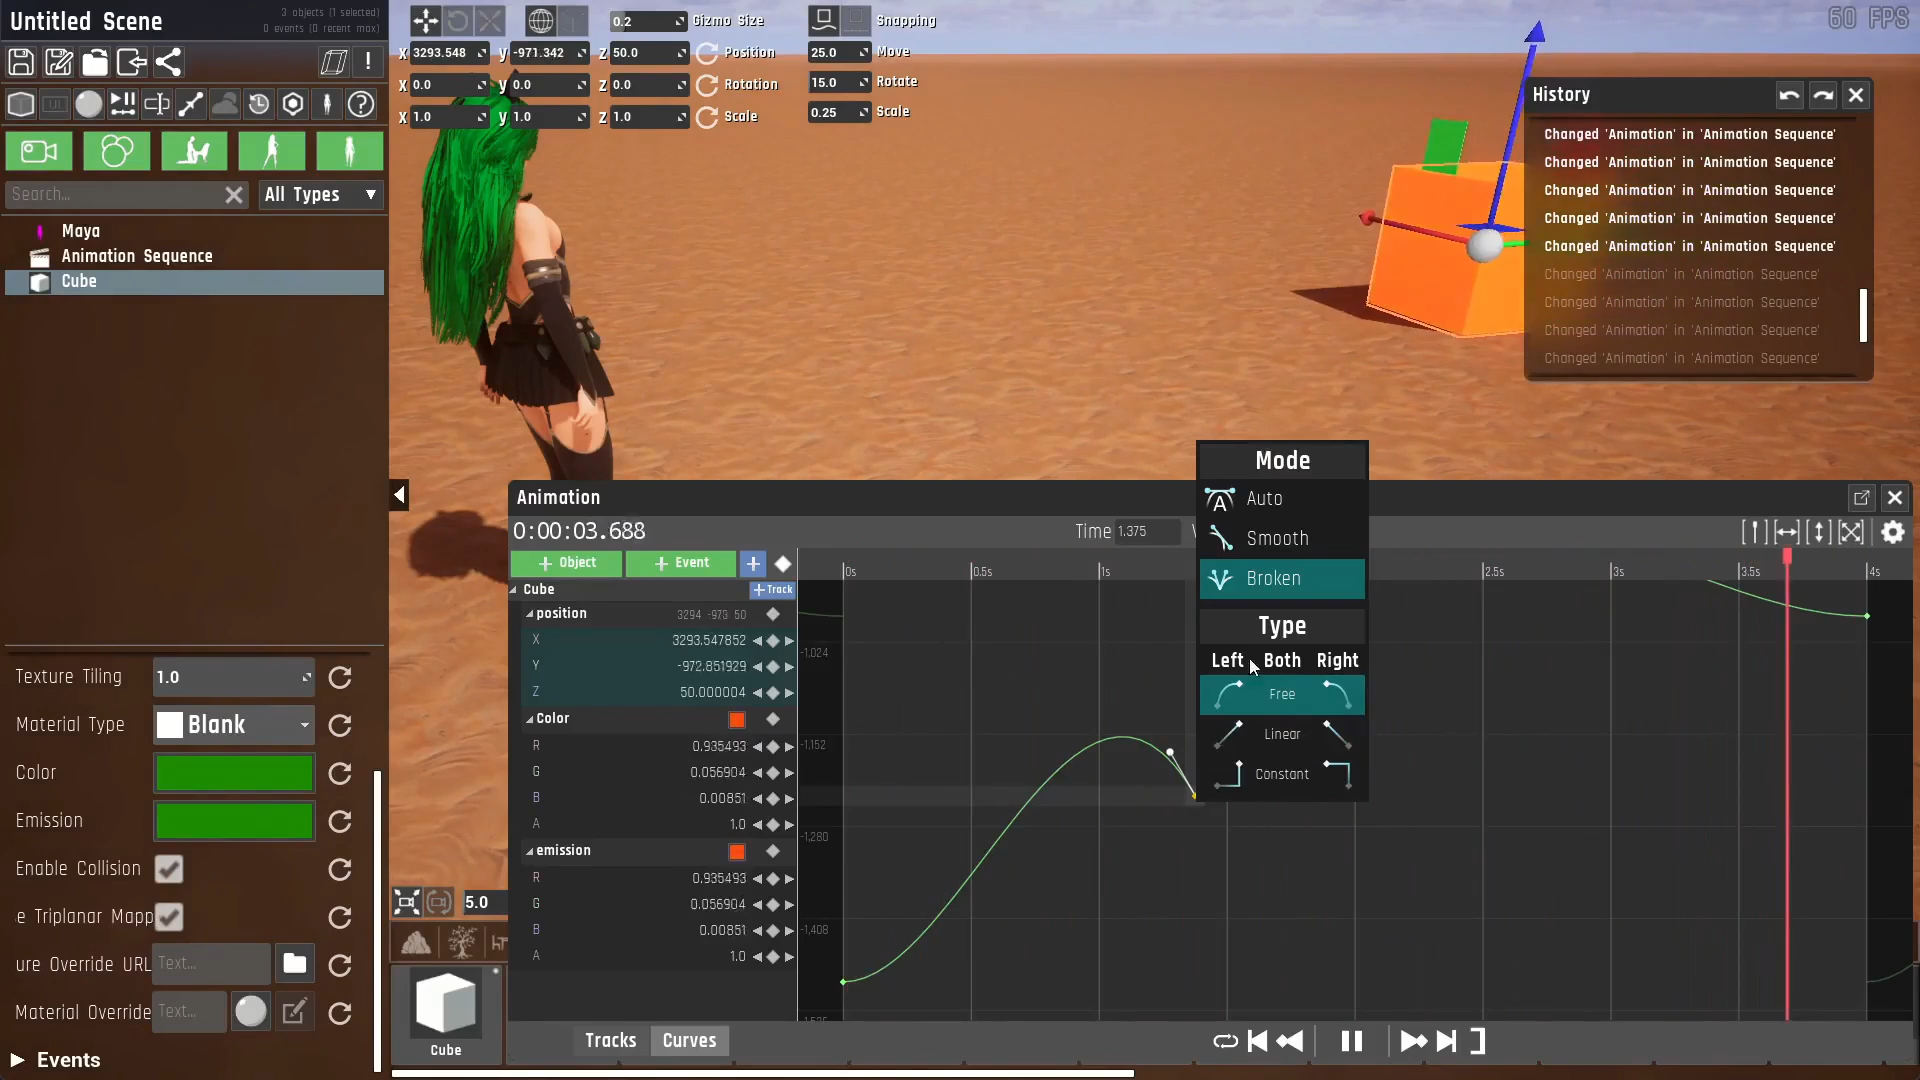 Untitled Scene
3 objects (1 selected)
0 events (0 recent max)
Search...
All Types
Maya
Animation Sequence
Cube
Texture Tiling
1.0
Material Type
Blank
Color
Emission
Enable Collision
e Triplanar Mapp
ure Override URL
Text...
Material Override
Text...
Events
0.2
Gizmo Size
Snapping
X 3293.548 y -971.342 Z 50.0 Position
25.0 Move
X 0.0 y 0.0 Z 0.0 Rotation
15.0 Rotate
X 1.0 y 1.0 Z 1.0 Scale
0.25 Scale
60 FPS
History
Changed 'Animation' in 'Animation Sequence'
Changed 'Animation' in 'Animation Sequence'
Changed 'Animation' in 'Animation Sequence'
Changed 'Animation' in 'Animation Sequence'
Changed 'Animation' in 'Animation Sequence'
Changed 'Animation' in 'Animation Sequence'
Changed 'Animation' in 'Animation Sequence'
Changed 'Animation' in 'Animation Sequence'
Changed 'Animation' in 'Animation Sequence'
Animation
0:00:03.688
Time 1.375
+ Object
+ Event
+
Cube
+ Track
position 3294 -973 50
X 3293.547852
Y -972.851929
Z 50.000004
Color
R 0.935493
G 0.056904
B 0.00851
A 1.0
emission
R 0.935493
G 0.056904
B 0.00851
A 1.0
0s 0.5s 1s 2.5s 3s 3.5s 4s
-1,024
-1,152
-1,280
-1,408
Mode
Auto
Smooth
Broken
Type
Left Both Right
Free
Linear
Constant
5.0
Cube
Tracks
Curves